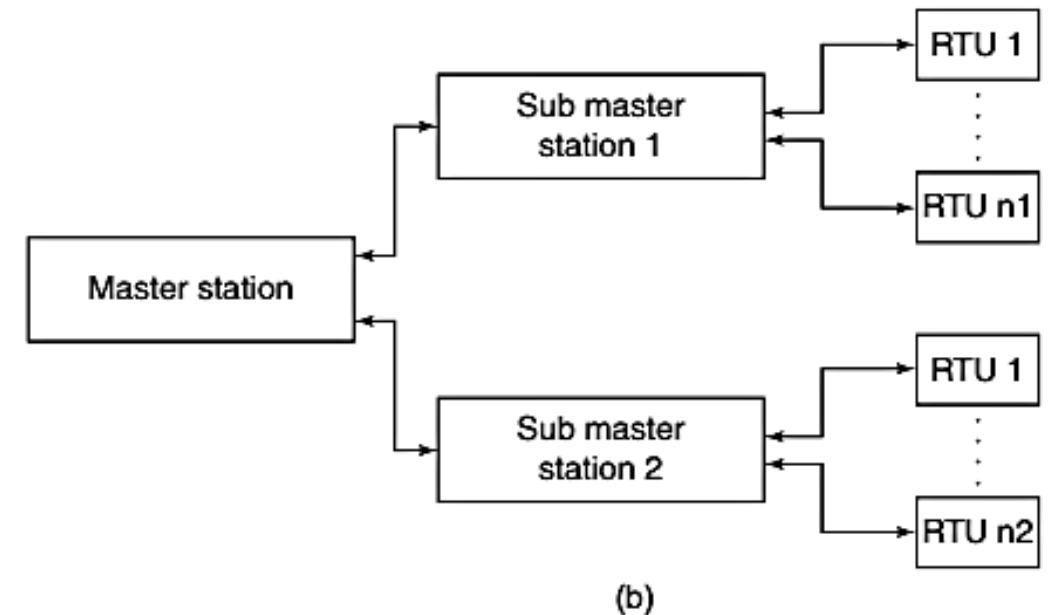 RTU 1
Sub master
station 1
RTU n1
Master station
RTU 1
Sub master
station 2
RTU n2
(b)